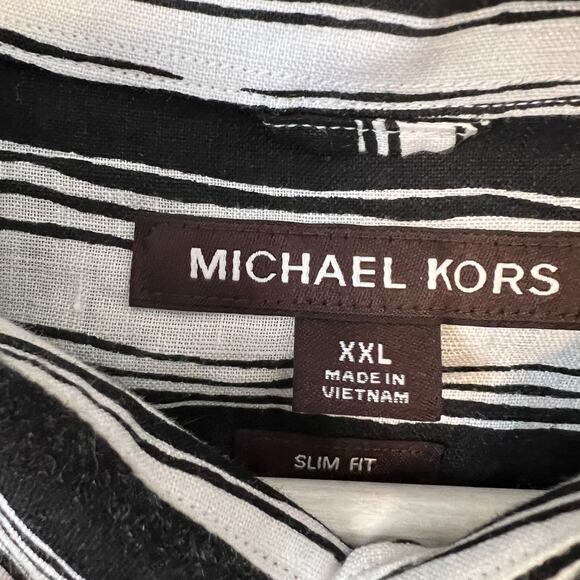 MICHAEL KORS
XXL
MADE IN
VIETNAM
SLIM FIT